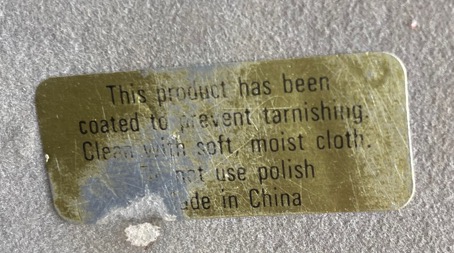 This product has been
coated to prevent tarnishing.
Clean with soft, moist cloth.
not use polish
in China